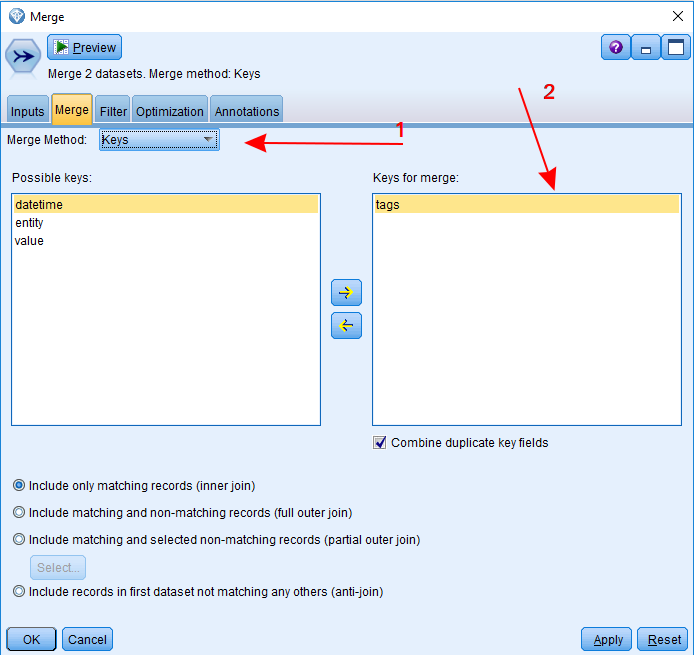 Merge
Preview
Merge 2 datasets. Merge method: Keys
Inputs Merge Filter Optimization Annotations
Merge Method: Keys
1
2
Possible keys:
Keys for merge:
datetime
entity
value
tags
Combine duplicate key fields
Include only matching records (inner join)
Include matching and non-matching records (full outer join)
Include matching and selected non-matching records (partial outer join)
Select...
Include records in first dataset not matching any others (anti-join)
OK Cancel Apply Reset